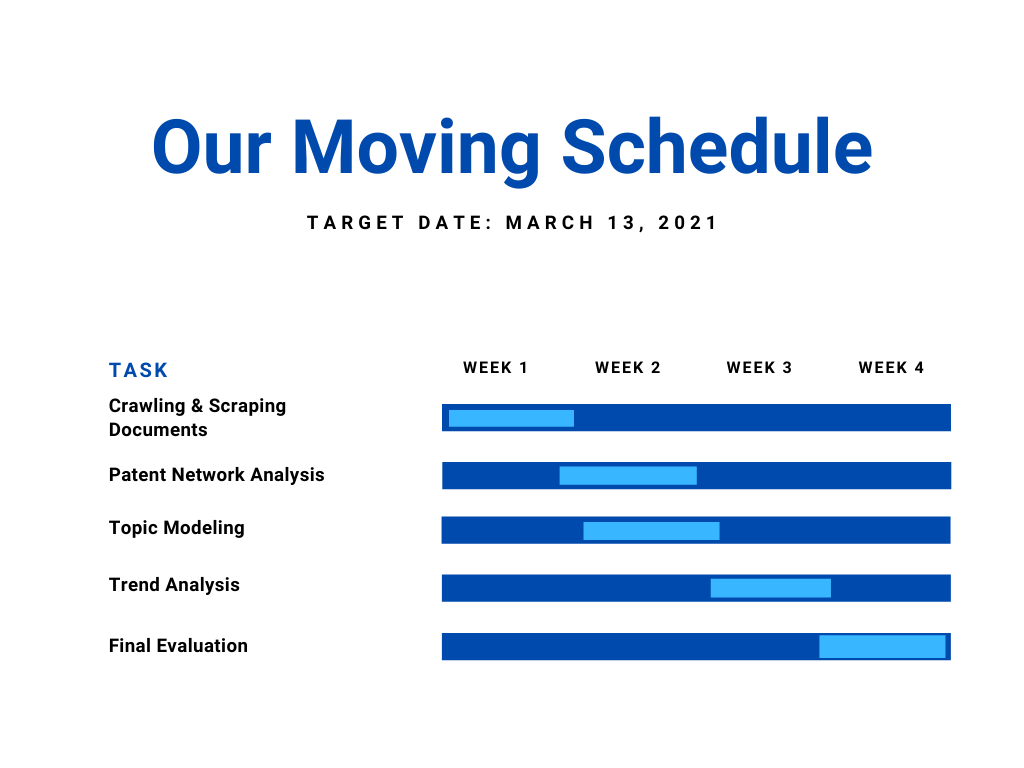 Our Moving Schedule
TARGET DATE: MARCH 13, 2021
TASK WEEK 1 WEEK 2 WEEK 3 WEEK 4
Crawling & Scraping
Documents
Patent Network Analysis
Topic Modeling
Trend Analysis
Final Evaluation